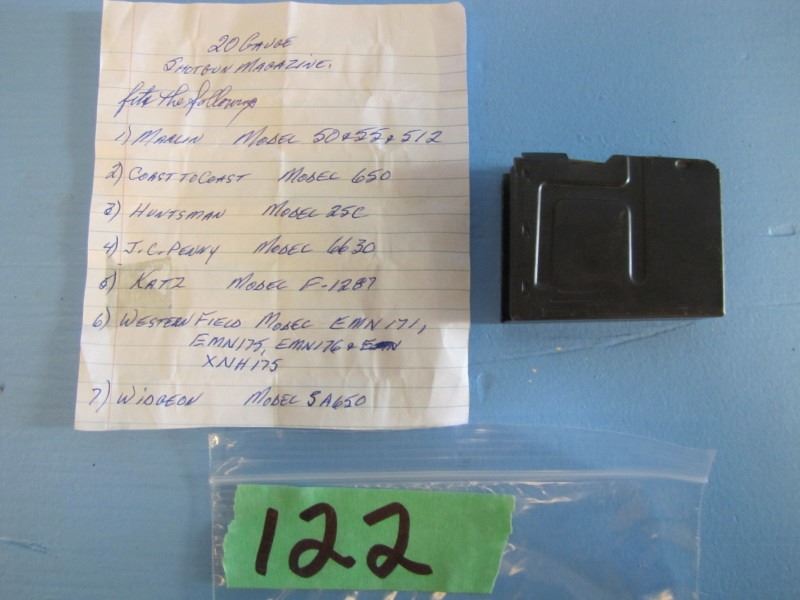 20 GAUGE
SHOTGUN MAGAZINE.
fits the following
1) MARLIN MODEL 50 & 55 & 512
2) COAST TO COAST MODEL 650
3) HUNTSMAN MODEL 25C
4) J.C. PENNY MODEL 6630
5) KATZ MODEL F-1287
6) WESTERN FIELD MODEL EMN 171,
EMN175, EMN176 &
XNH175
7) WIDGEON MODEL SA650
122